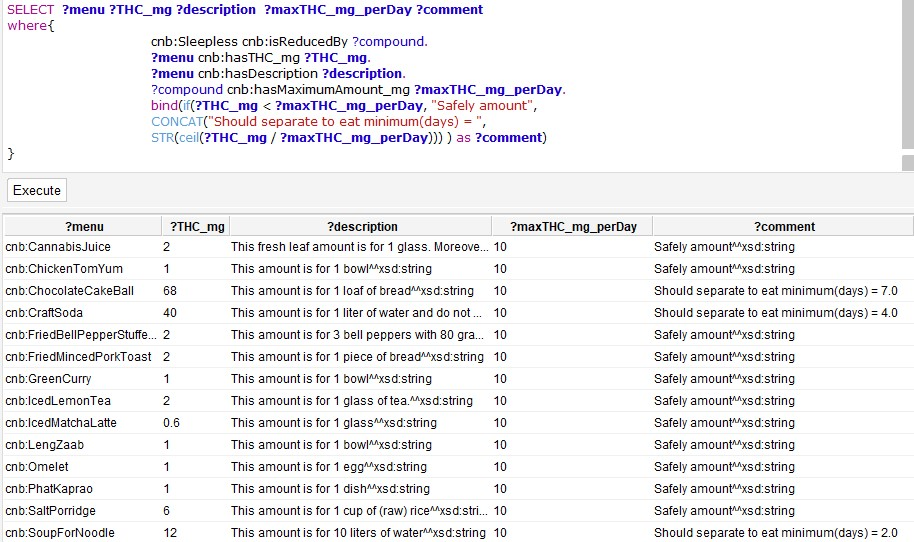 SELECT ?menu ?THC_mg ?description ?maxTHC_mg_perDay ?comment
where{
cnb:Sleepless cnb:isReducedBy ?compound.
?menu cnb:hasTHC_mg ?THC_mg.
?menu cnb:hasDescription ?description.
?compound cnb:hasMaximumAmount_mg ?maxTHC_mg_perDay.
bind(if(?THC_mg < ?maxTHC_mg_perDay, "Safely amount",
CONCAT("Should separate to eat minimum(days) = ",
STR(ceil(?THC_mg / ?maxTHC_mg_perDay))) ) as ?comment)
}
Execute
?menu ?THC_mg ?description ?maxTHC_mg_perDay ?comment
cnb:CannabisJuice 2 This fresh leaf amount is for 1 glass. Moreove... 10 Safely amount^^xsd:string
cnb:ChickenTomYum 1 This amount is for 1 bowl^^xsd:string 10 Safely amount^^xsd:string
cnb:ChocolateCakeBall 68 This amount is for 1 loaf of bread^^xsd:string 10 Should separate to eat minimum(days) = 7.0
cnb:CraftSoda 40 This amount is for 1 liter of water and do not ... 10 Should separate to eat minimum(days) = 4.0
cnb:FriedBellPepperStuffe... 2 This amount is for 3 bell peppers with 80 gra... 10 Safely amount^^xsd:string
cnb:FriedMincedPorkToast 2 This amount is for 1 piece of bread^^xsd:string 10 Safely amount^^xsd:string
cnb:GreenCurry 1 This amount is for 1 bowl^^xsd:string 10 Safely amount^^xsd:string
cnb:IcedLemonTea 2 This amount is for 1 glass of tea.^^xsd:string 10 Safely amount^^xsd:string
cnb:IcedMatchaLatte 0.6 This amount is for 1 glass^^xsd:string 10 Safely amount^^xsd:string
cnb:LengZaab 1 This amount is for 1 bowl^^xsd:string 10 Safely amount^^xsd:string
cnb:Omelet 1 This amount is for 1 egg^^xsd:string 10 Safely amount^^xsd:string
cnb:PhatKaprao 1 This amount is for 1 dish^^xsd:string 10 Safely amount^^xsd:string
cnb:SaltPorridge 6 This amount is for 1 cup of (raw) rice^^xsd:stri... 10 Safely amount^^xsd:string
cnb:SoupForNoodle 12 This amount is for 10 liters of water^^xsd:string 10 Should separate to eat minimum(days) = 2.0